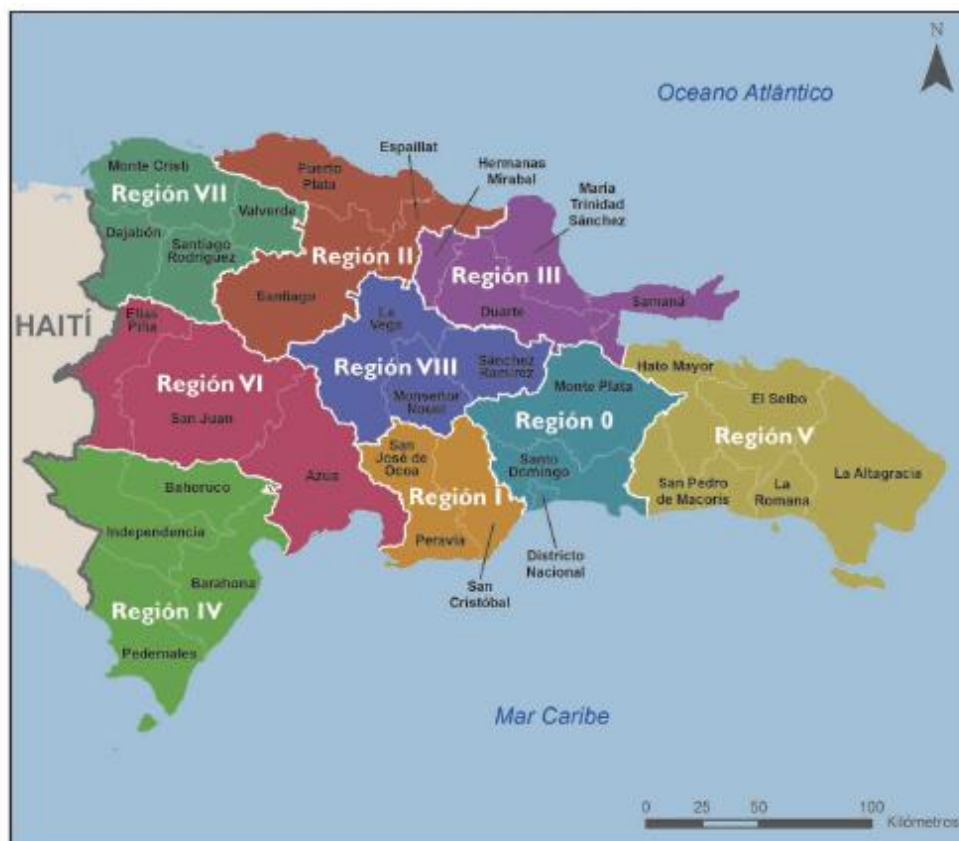 N
Oceano Atlántico
Espaillat
Hermanas
Mirabal
María
Trinidad
Sánchez
Monte Cristi
Puerto
Plata
Región VII
Valverde
Dajabón
Santiago
Rodríguez
Región II
Región III
Santiago
Duarte
Samaná
HAITÍ
Elías
Piña
La
Vega
Región VI
Región VIII
Sánchez
Ramírez
Hato Mayor
Monte Plata
San Juan
Monseñor
Nouel
El Seibo
Región 0
Región V
San
José de
Ocoa
Santo
Domingo
Azua
Bahoruco
Región I
San Pedro
de Macorís
La
Romana
La Altagracia
Independencia
Peravia
Districto
Nacional
Barahona
San
Cristóbal
Región IV
Pedernales
Mar Caribe
0 25 50 100
Kilómetros